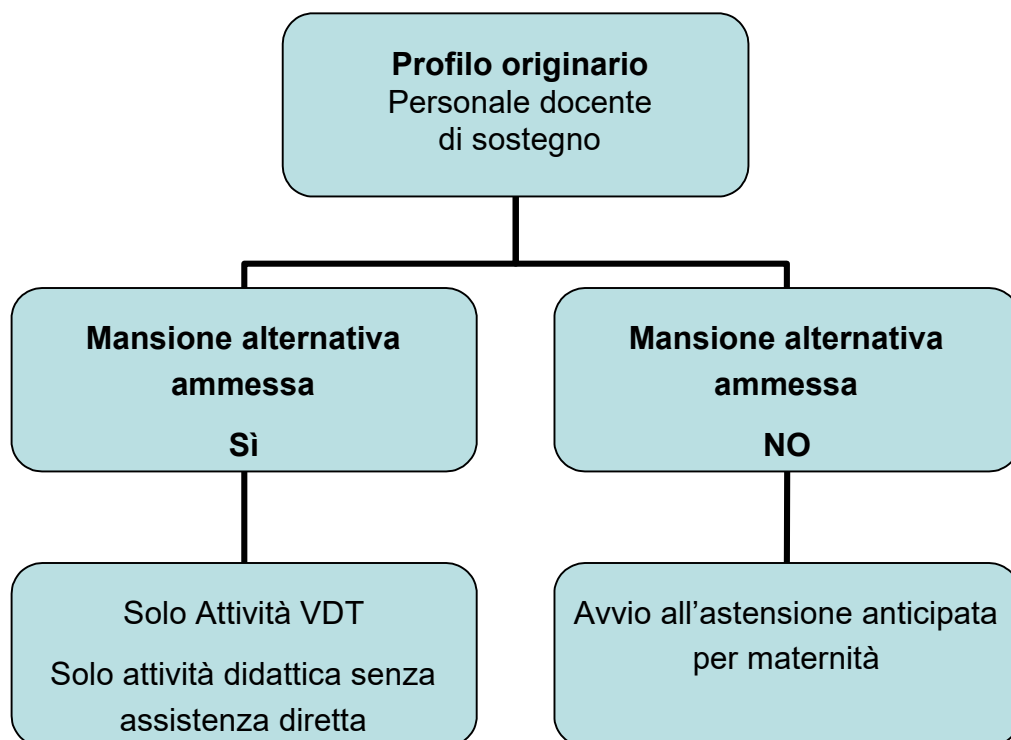 Profilo originario
Personale docente
di sostegno
Mansione alternativa
ammessa
Sì
Mansione alternativa
ammessa
NO
Solo Attività VDT
Solo attività didattica senza
assistenza diretta
Avvio all’astensione anticipata
per maternità